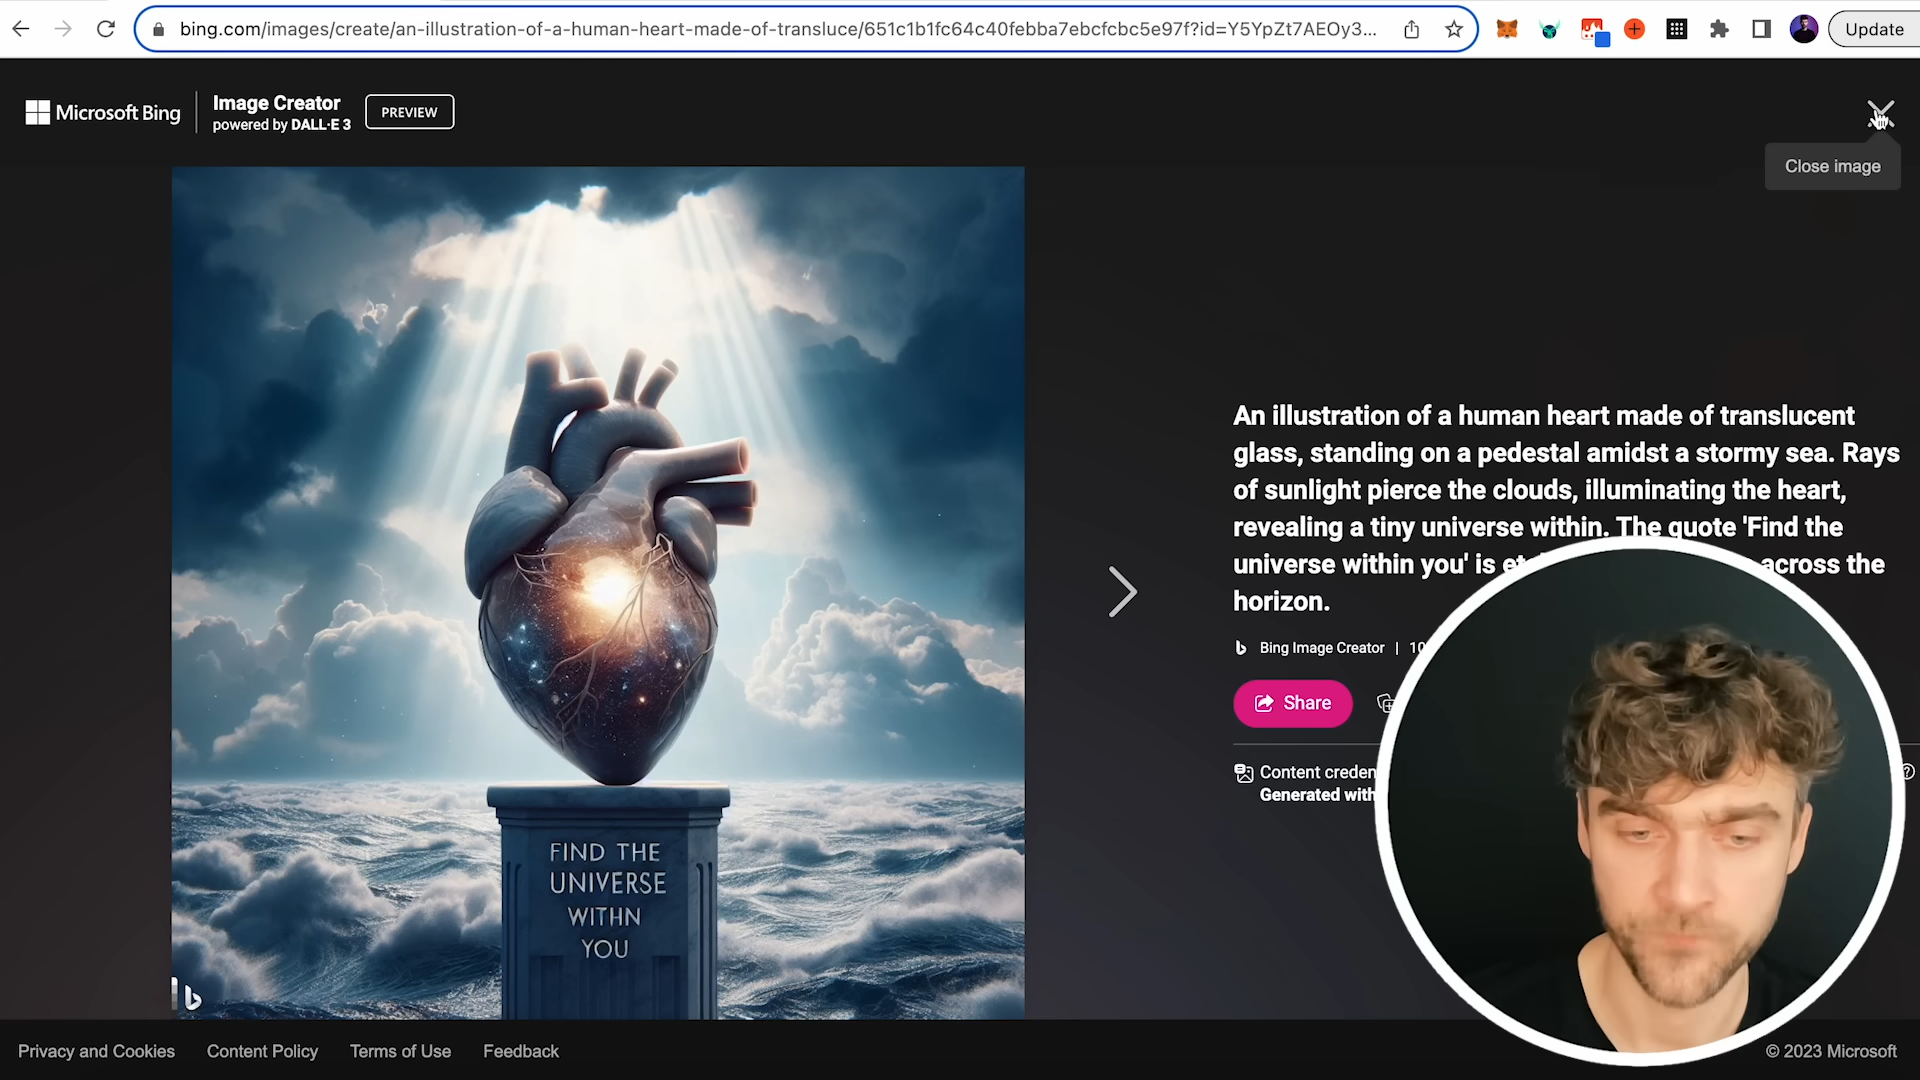 bing.com/images/create/an-illustration-of-a-human-heart-made-of-transluce/651c1b1fc64c40febba7ebcfcbc5e97f?id=Y5YpZt7AEOy3...
Update
Microsoft Bing
Image Creator
powered by DALL·E 3
PREVIEW
Close image
An illustration of a human heart made of translucent
glass, standing on a pedestal amidst a stormy sea. Rays
of sunlight pierce the clouds, illuminating the heart,
revealing a tiny universe within. The quote 'Find the
universe within you' is across the
horizon.
Bing Image Creator | 10
Share
Content
Generated with
FIND THE
UNIVERSE
WITHN
YOU
Privacy and Cookies
Content Policy
Terms of Use
Feedback
© 2023 Microsoft